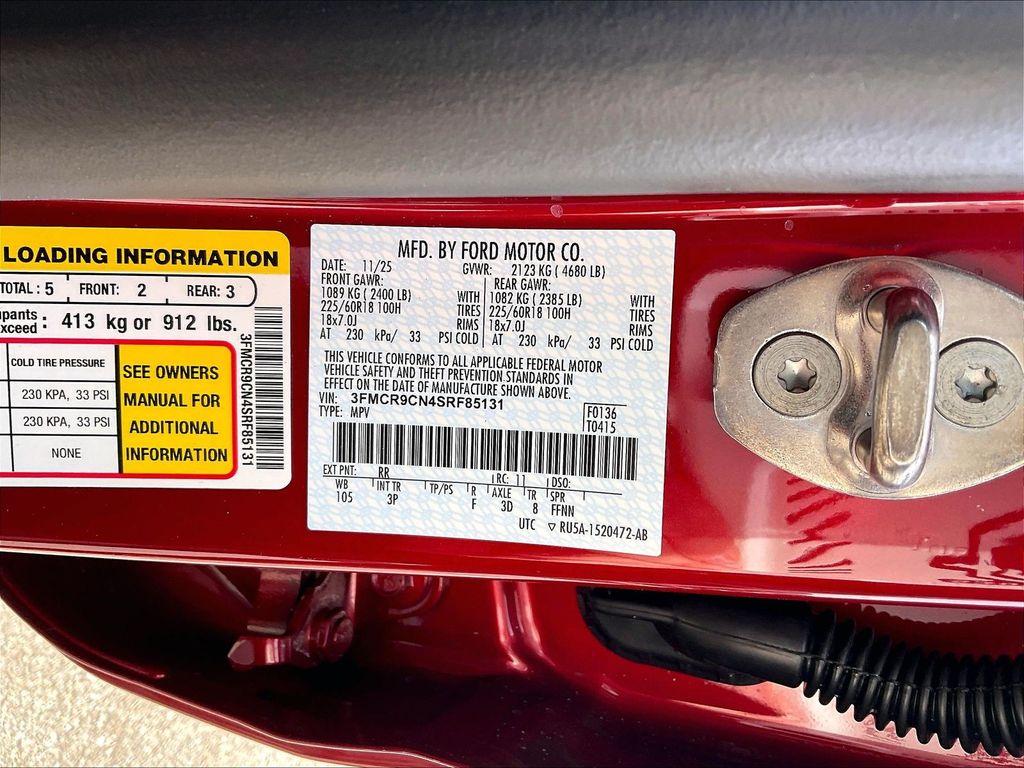 LOADING INFORMATION
TOTAL : 5 FRONT: 2 REAR: 3
413 kg or 912 lbs.
COLD TIRE PRESSURE
230 KPA, 33 PSI
230 KPA, 33 PSI
NONE
SEE OWNERS
MANUAL FOR
ADDITIONAL
INFORMATION
3FMCR9CN4SRF85131
MFD. BY FORD MOTOR CO.
DATE: 11/25 GVWR: 2123 KG ( 4680 LB)
FRONT GAWR: REAR GAWR:
1089 KG ( 2400 LB) WITH 1082 KG ( 2385 LB) WITH
225/60R18 100H TIRES 225/60R18 100H TIRES
18x7.0J RIMS 18x7.0J RIMS
AT 230 kPa/ 33 PSI COLD AT 230 kPa/ 33 PSI COLD
THIS VEHICLE CONFORMS TO ALL APPLICABLE FEDERAL MOTOR
VEHICLE SAFETY AND THEFT PREVENTION STANDARDS IN
EFFECT ON THE DATE OF MANUFACTURE SHOWN ABOVE.
VIN: 3FMCR9CN4SRF85131 F0136
TYPE: MPV T0415
EXT PNT: RR RC: 11 DSO:
WB INT TR TP/PS R AXLE TR SPR
105 3P F 3D 8 FFNN
UTC ▽ RU5A-1520472-AB